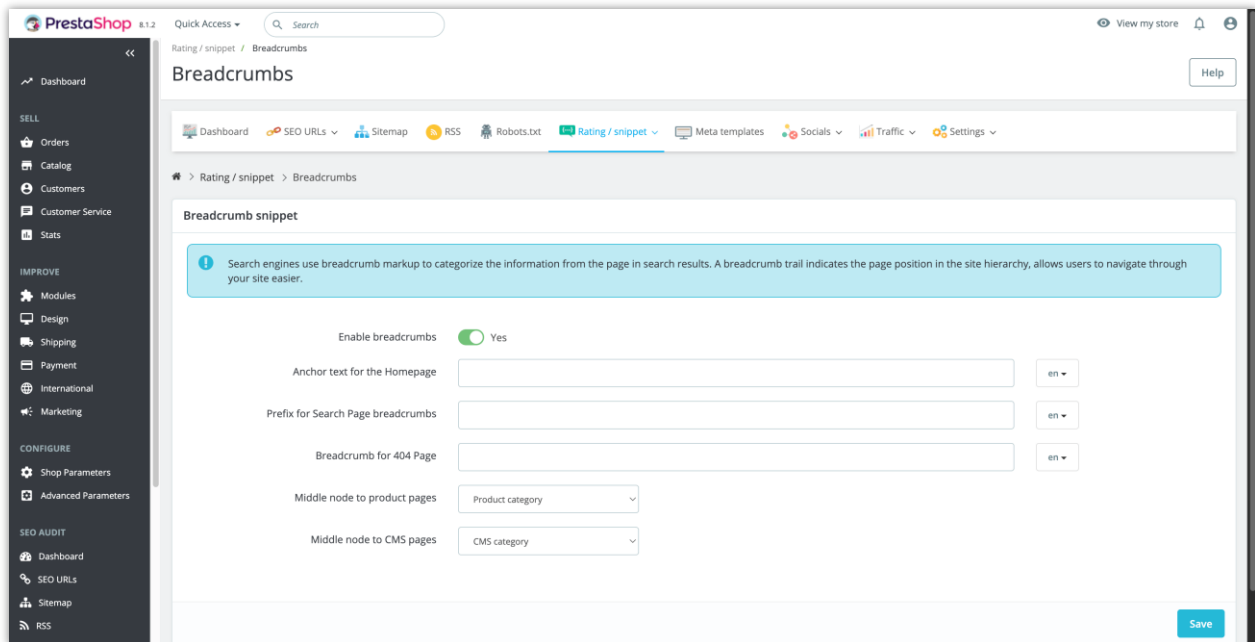 PrestaShop 8.1.2 Quick Access Search View my store
Rating / snippet / Breadcrumbs
Breadcrumbs
Help
Dashboard
SELL
Orders
Catalog
Customers
Customer Service
Stats
IMPROVE
Modules
Design
Shipping
Payment
International
Marketing
CONFIGURE
Shop Parameters
Advanced Parameters
SEO AUDIT
Dashboard
SEO URLs
Sitemap
RSS
Dashboard SEO URLs Sitemap RSS Robots.txt Rating / snippet Meta templates Socials Traffic Settings
> Rating / snippet > Breadcrumbs
Breadcrumb snippet
Search engines use breadcrumb markup to categorize the information from the page in search results. A breadcrumb trail indicates the page position in the site hierarchy, allows users to navigate through
your site easier.
Enable breadcrumbs Yes
Anchor text for the Homepage en
Prefix for Search Page breadcrumbs en
Breadcrumb for 404 Page en
Middle node to product pages Product category
Middle node to CMS pages CMS category
Save